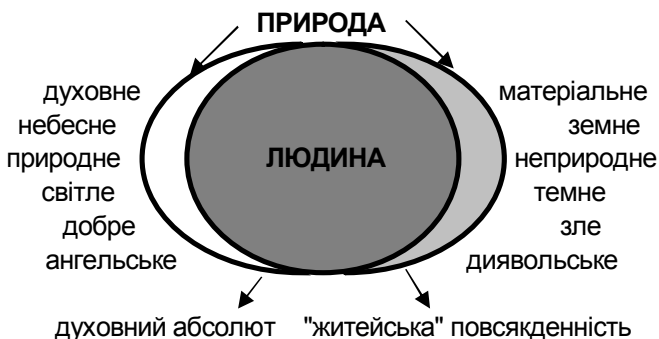 ПРИРОДА
духовне
небесне
природне
світле
добре
ангельське
ЛЮДИНА
матеріальне
земне
неприродне
темне
зле
диявольське
духовний абсолют
"житейська" повсякденність